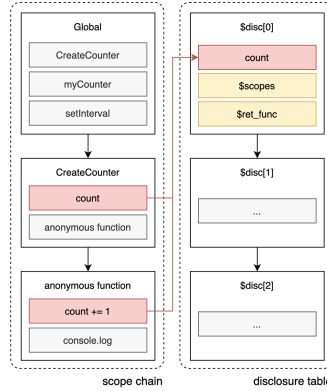 Global
CreateCounter
myCounter
setInterval
CreateCounter
count
anonymous function
anonymous function
count += 1
console.log
scope chain
$disc[0]
count
$scopes
$ret_func
$disc[1]
...
$disc[2]
...
disclosure table